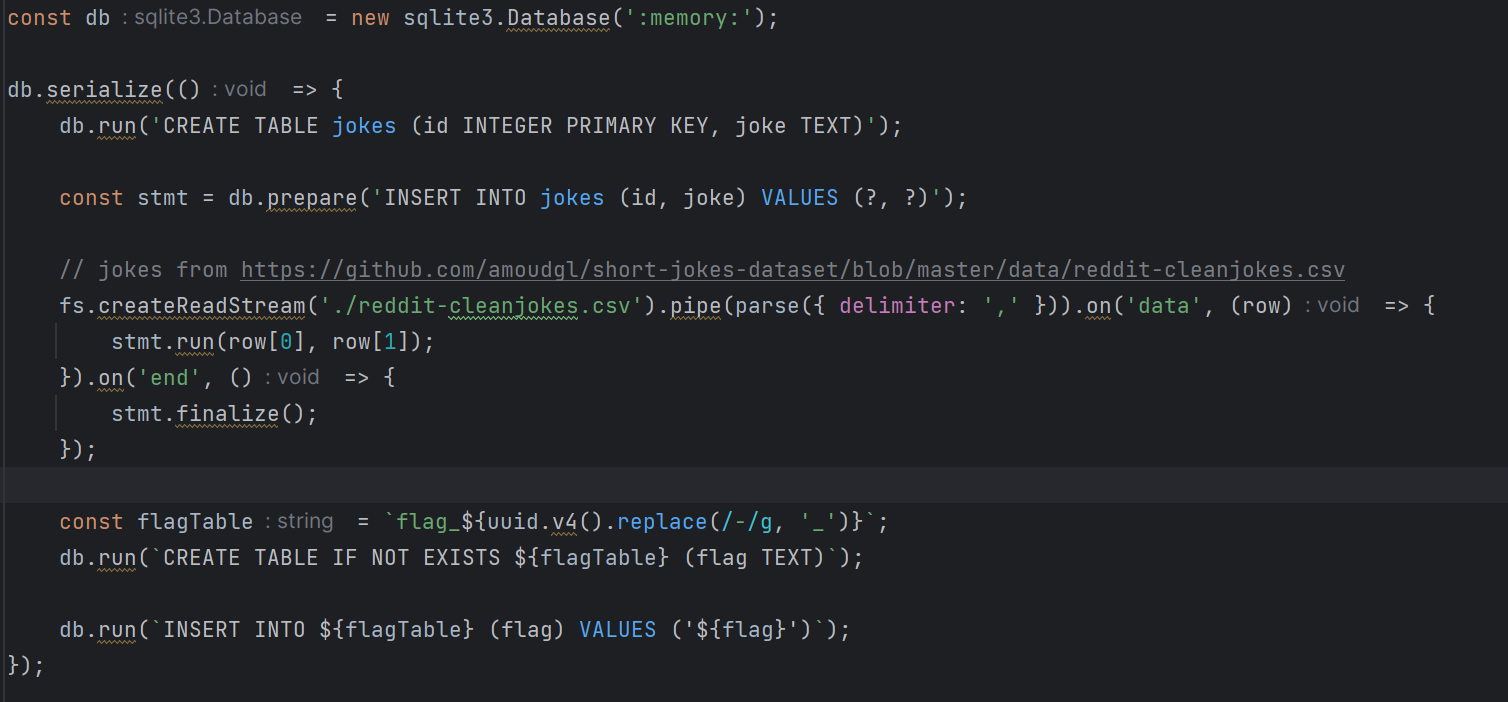 const db : sqlite3.Database = new sqlite3.Database(':memory:');
db.serialize(() : void => {
db.run('CREATE TABLE jokes (id INTEGER PRIMARY KEY, joke TEXT)');
const stmt = db.prepare('INSERT INTO jokes (id, joke) VALUES (?, ?)');
// jokes from https://github.com/amoudgl/short-jokes-dataset/blob/master/data/reddit-cleanjokes.csv
fs.createReadStream('./reddit-cleanjokes.csv').pipe(parse({ delimiter: ',' })).on('data', (row) : void => {
stmt.run(row[0], row[1]);
}).on('end', () : void => {
stmt.finalize();
});
const flagTable : string = `flag_${uuid.v4().replace(/-/g, '_')}`;
db.run(`CREATE TABLE IF NOT EXISTS ${flagTable} (flag TEXT)`);
db.run(`INSERT INTO ${flagTable} (flag) VALUES ('${flag}')`);
});